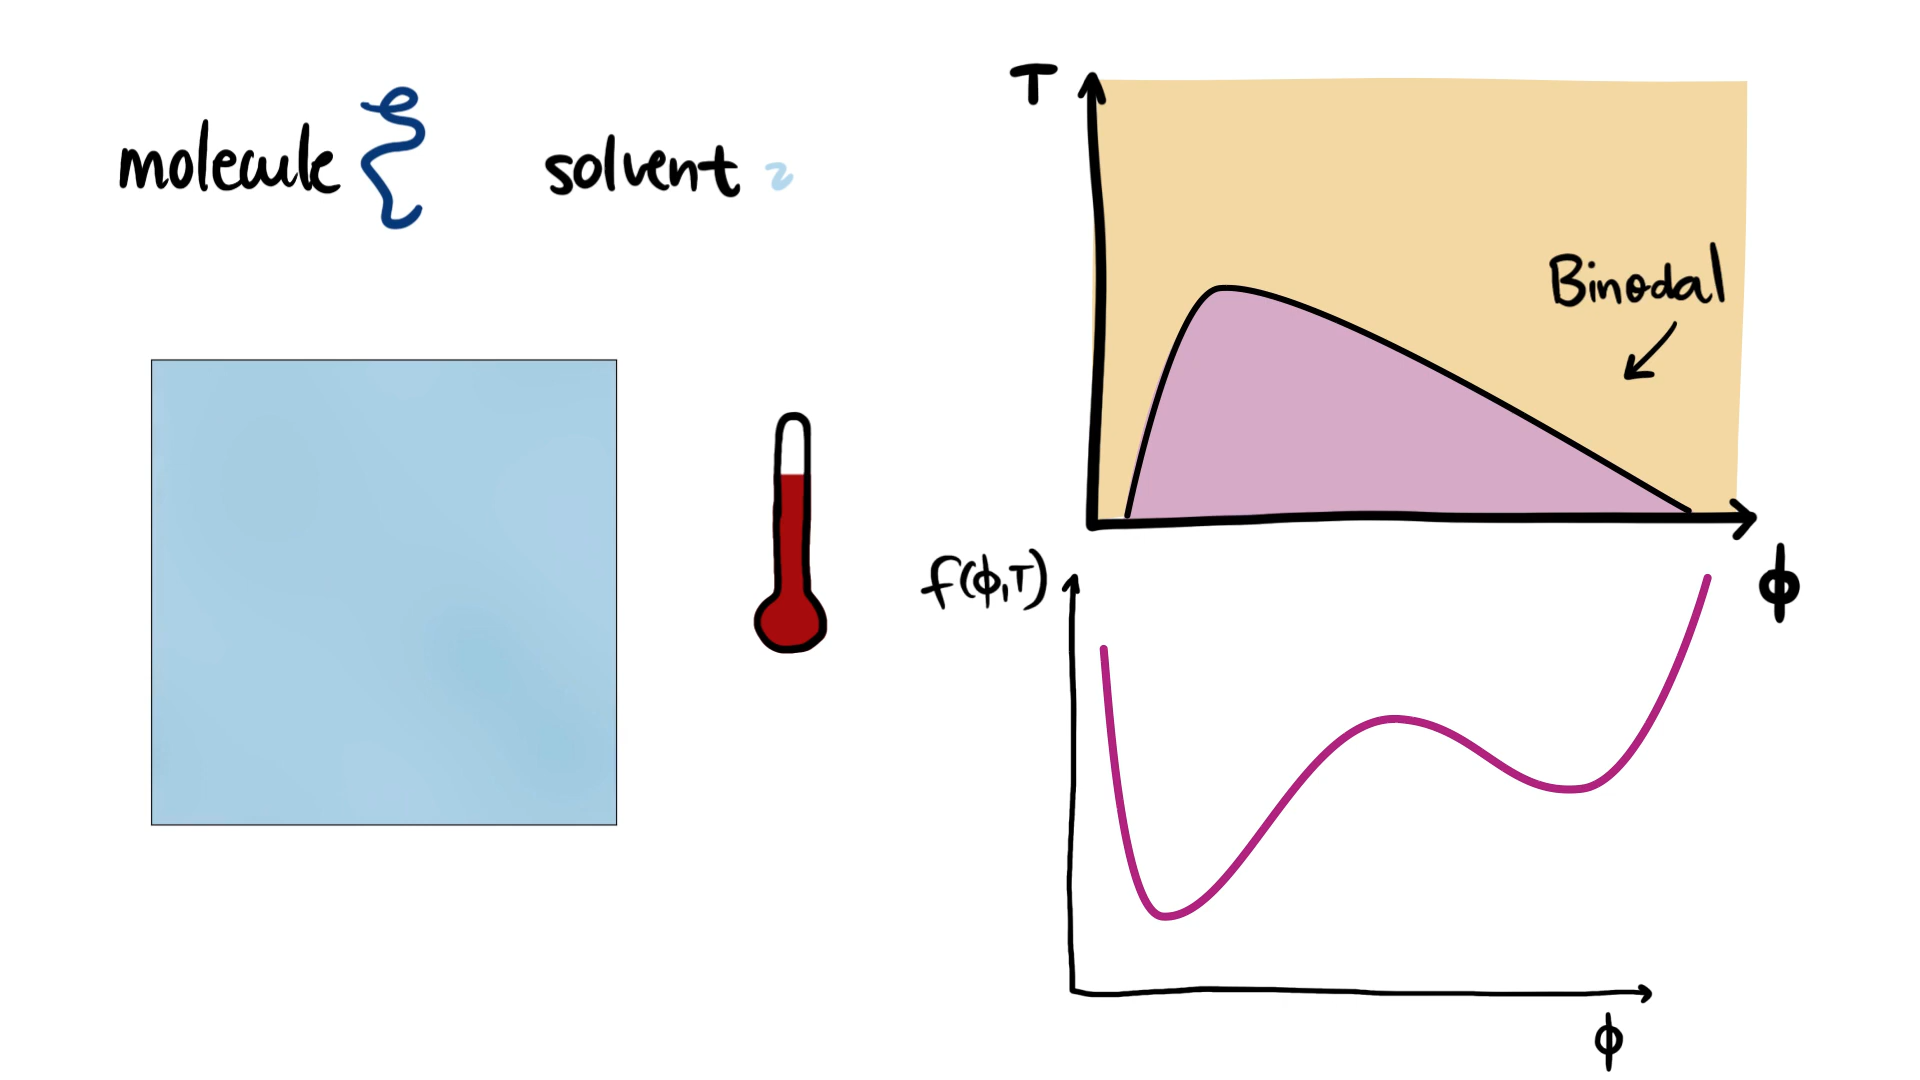 molecule
solvent
T
Binodal
ϕ
f(ϕ,T)
ϕ